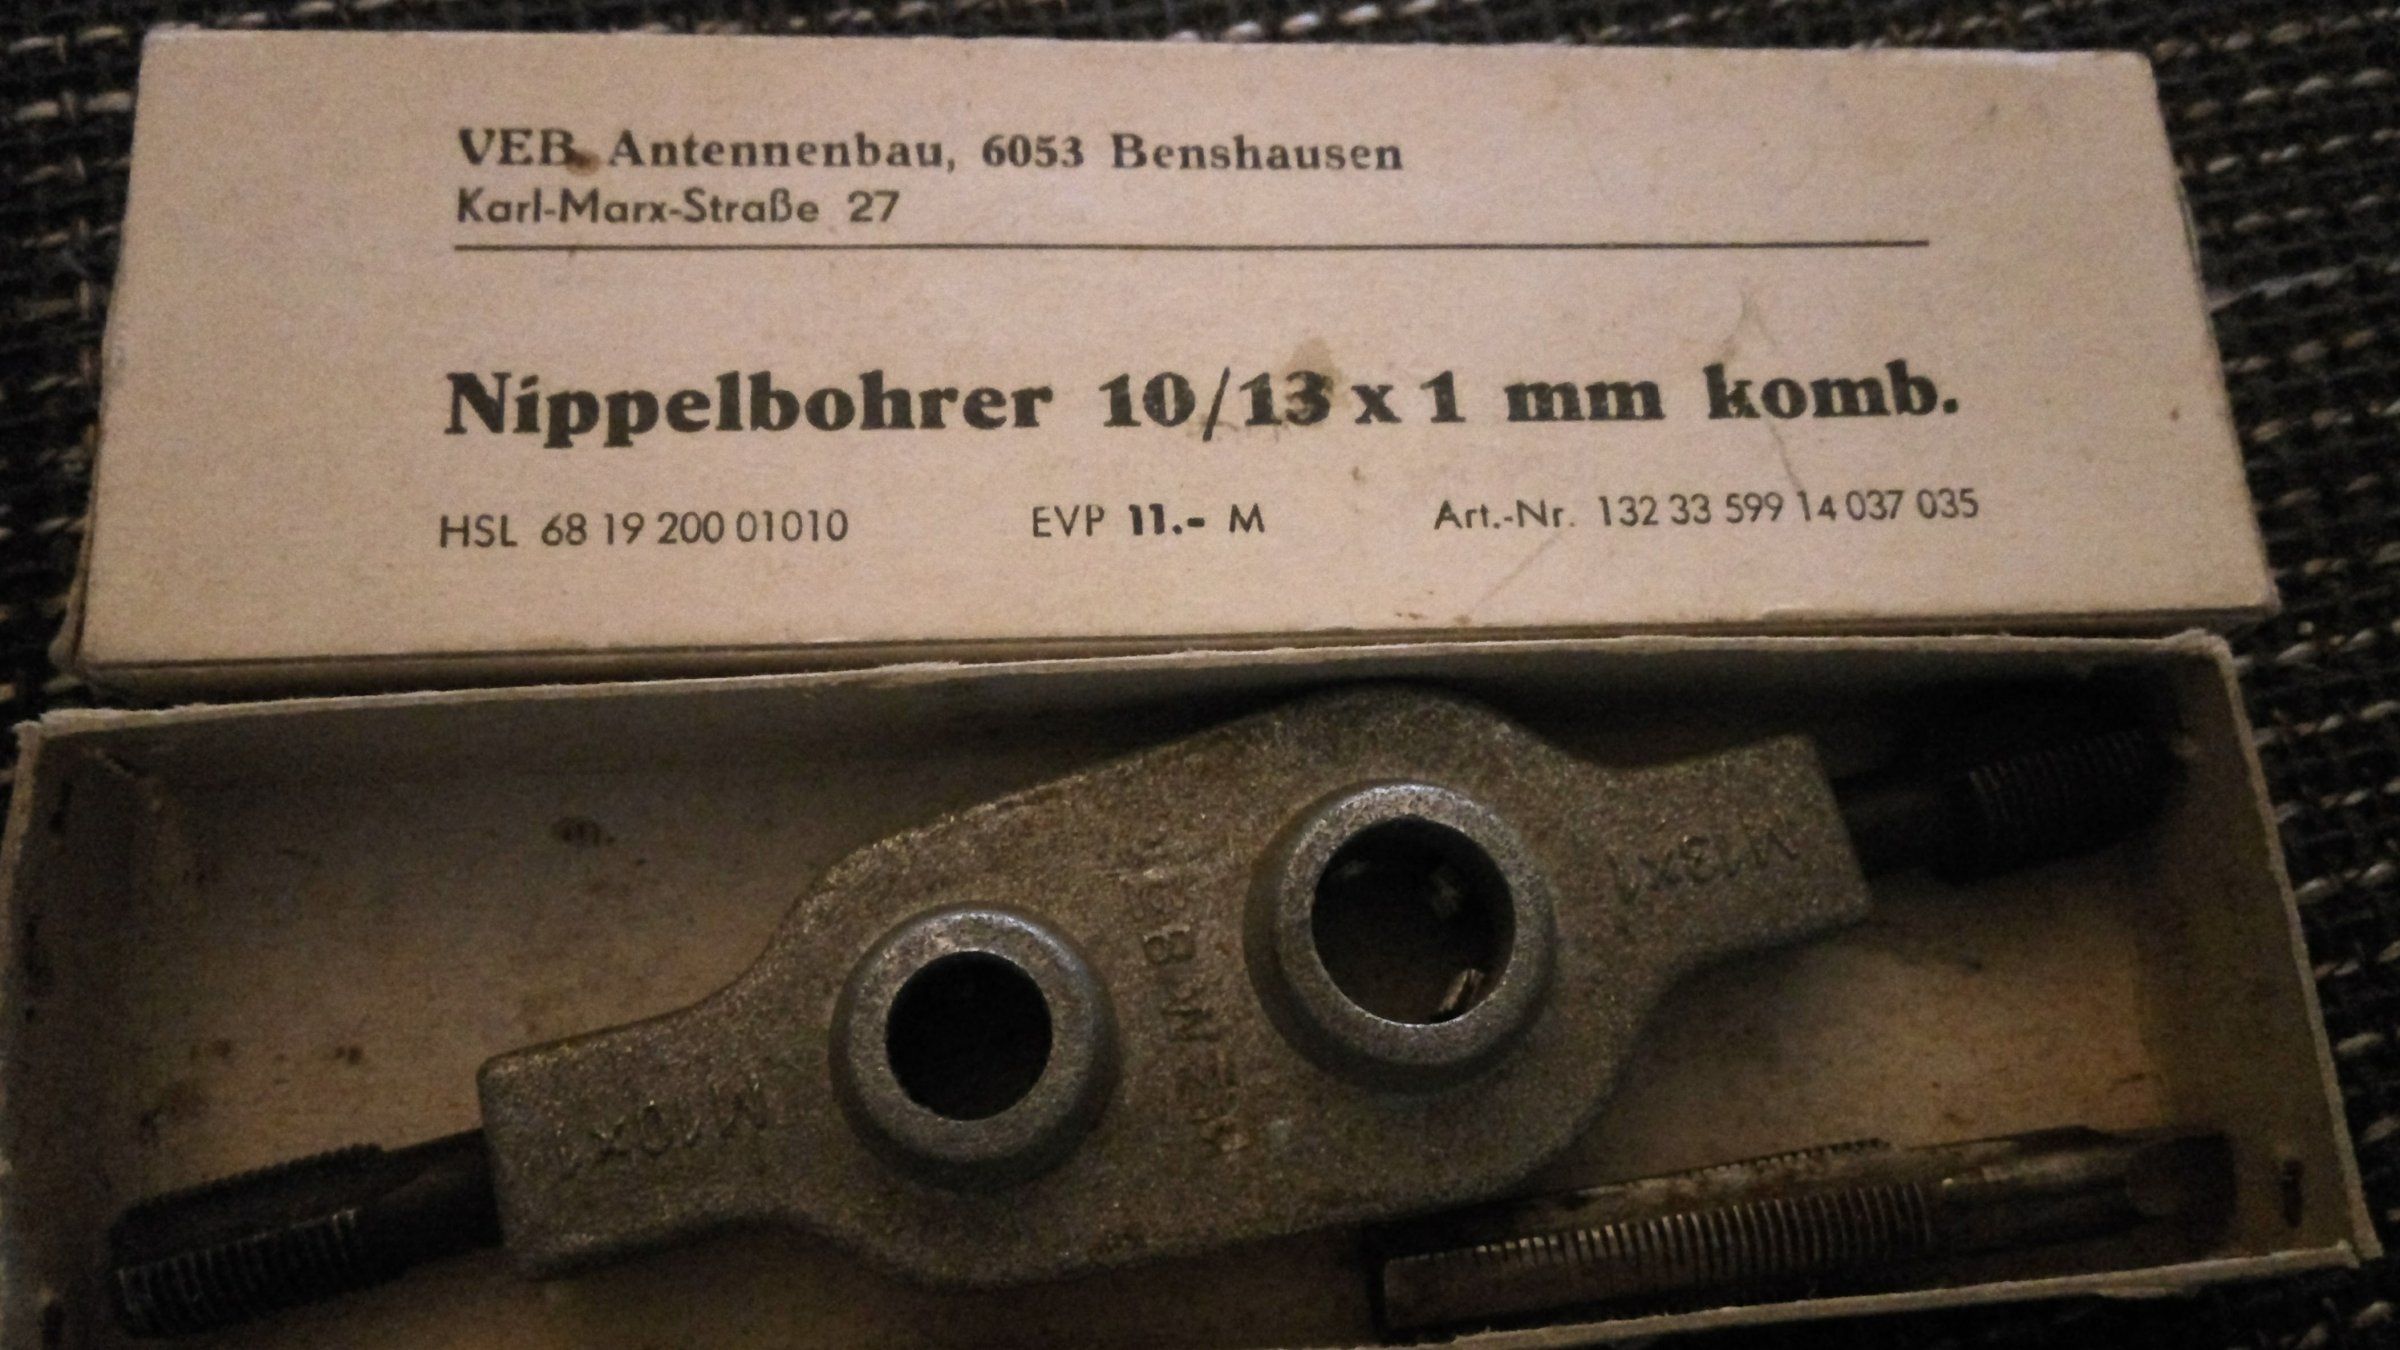 VEB Antennenbau, 6053 Benshausen
Karl-Marx-Straße 27
Nippelbohrer 10/13 x 1 mm komb.
HSL 68 19 200 01010 EVP 11.- M Art.-Nr. 132 33 599 14 037 035
M13x1
M10x1